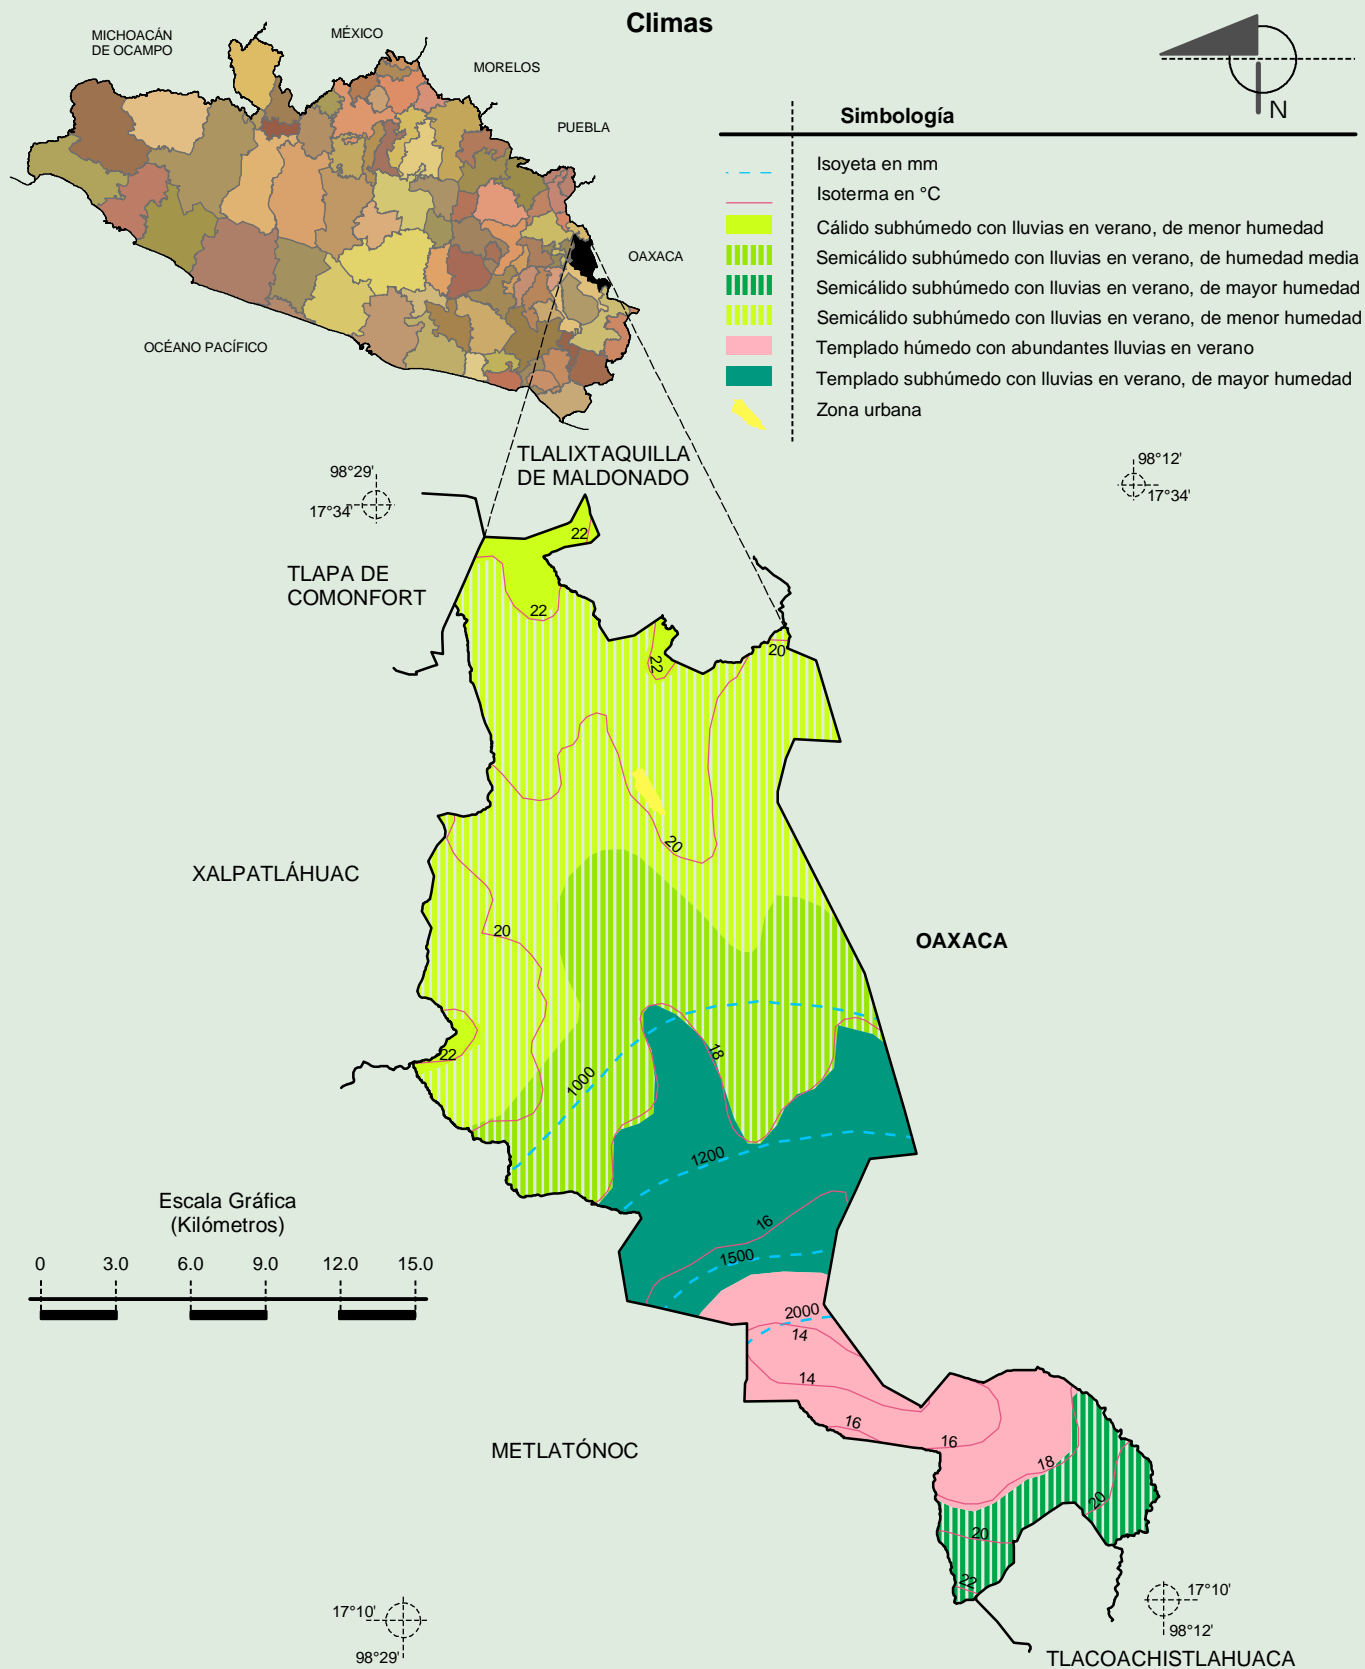 Climas
MICHOACÁN
DE OCAMPO
MÉXICO
MORELOS
PUEBLA
OAXACA
OCÉANO PACÍFICO
N
Simbología
Isoyeta en mm
Isoterma en °C
Cálido subhúmedo con lluvias en verano, de menor humedad
Semicálido subhúmedo con lluvias en verano, de humedad media
Semicálido subhúmedo con lluvias en verano, de mayor humedad
Semicálido subhúmedo con lluvias en verano, de menor humedad
Templado húmedo con abundantes lluvias en verano
Templado subhúmedo con lluvias en verano, de mayor humedad
Zona urbana
TLALIXTAQUILLA
DE MALDONADO
98°29'
17°34'
98°12'
17°34'
TLAPA DE
COMONFORT
22
22
22
20
20
XALPATLÁHUAC
20
OAXACA
22
18
1000
1200
16
1500
2000
14
14
16
16
18
20
20
22
Escala Gráfica
(Kilómetros)
0 3.0 6.0 9.0 12.0 15.0
METLATÓNOC
17°10'
98°29'
17°10'
98°12'
TLACOACHISTLAHUACA